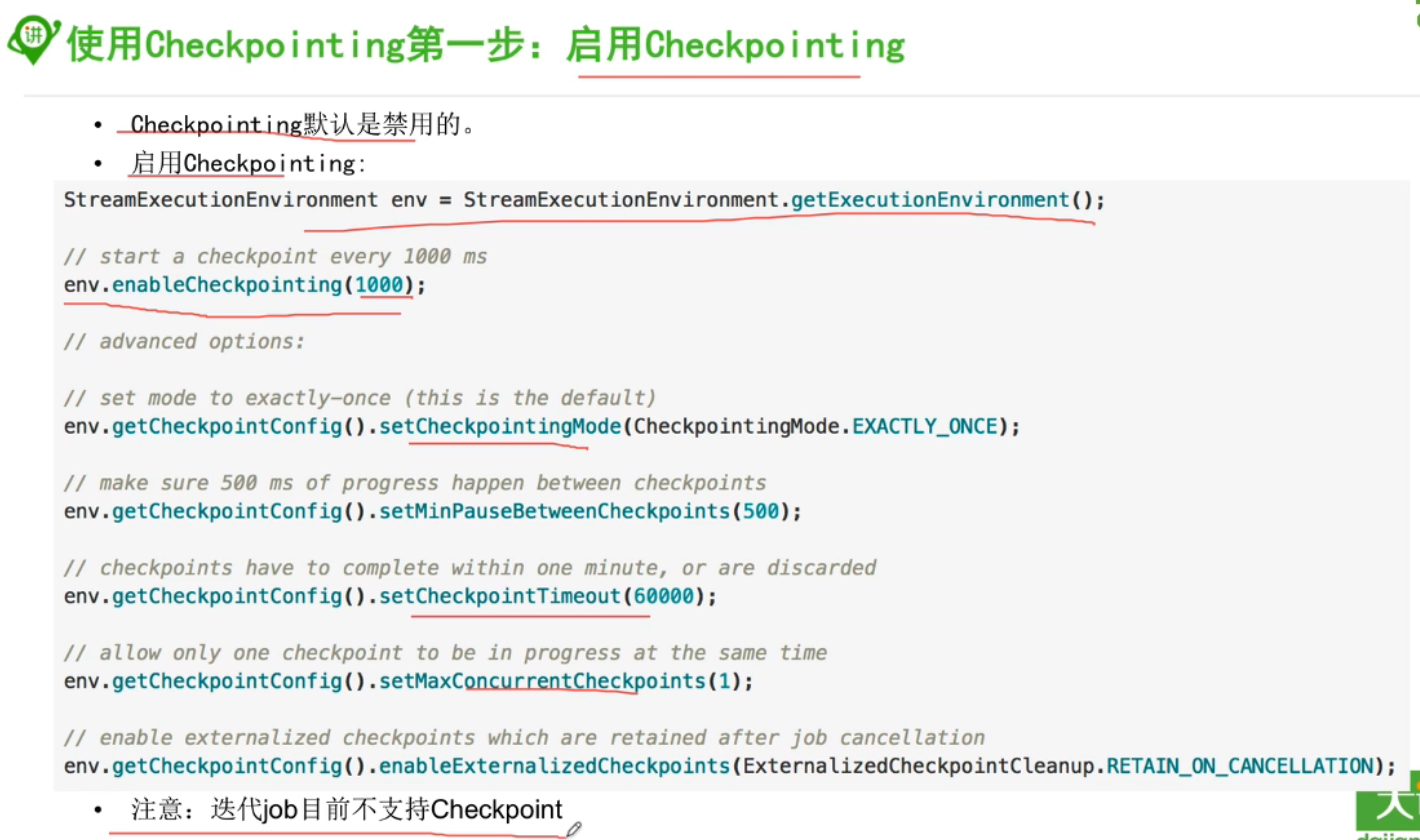 讲
使用Checkpointing第一步：启用Checkpointing
• Checkpointing默认是禁用的。
• 启用Checkpointing:
StreamExecutionEnvironment env = StreamExecutionEnvironment.getExecutionEnvironment();
// start a checkpoint every 1000 ms
env.enableCheckpointing(1000);
// advanced options:
// set mode to exactly-once (this is the default)
env.getCheckpointConfig().setCheckpointingMode(CheckpointingMode.EXACTLY_ONCE);
// make sure 500 ms of progress happen between checkpoints
env.getCheckpointConfig().setMinPauseBetweenCheckpoints(500);
// checkpoints have to complete within one minute, or are discarded
env.getCheckpointConfig().setCheckpointTimeout(60000);
// allow only one checkpoint to be in progress at the same time
env.getCheckpointConfig().setMaxConcurrentCheckpoints(1);
// enable externalized checkpoints which are retained after job cancellation
env.getCheckpointConfig().enableExternalizedCheckpoints(ExternalizedCheckpointCleanup.RETAIN_ON_CANCELLATION);
• 注意：迭代job目前不支持Checkpoint